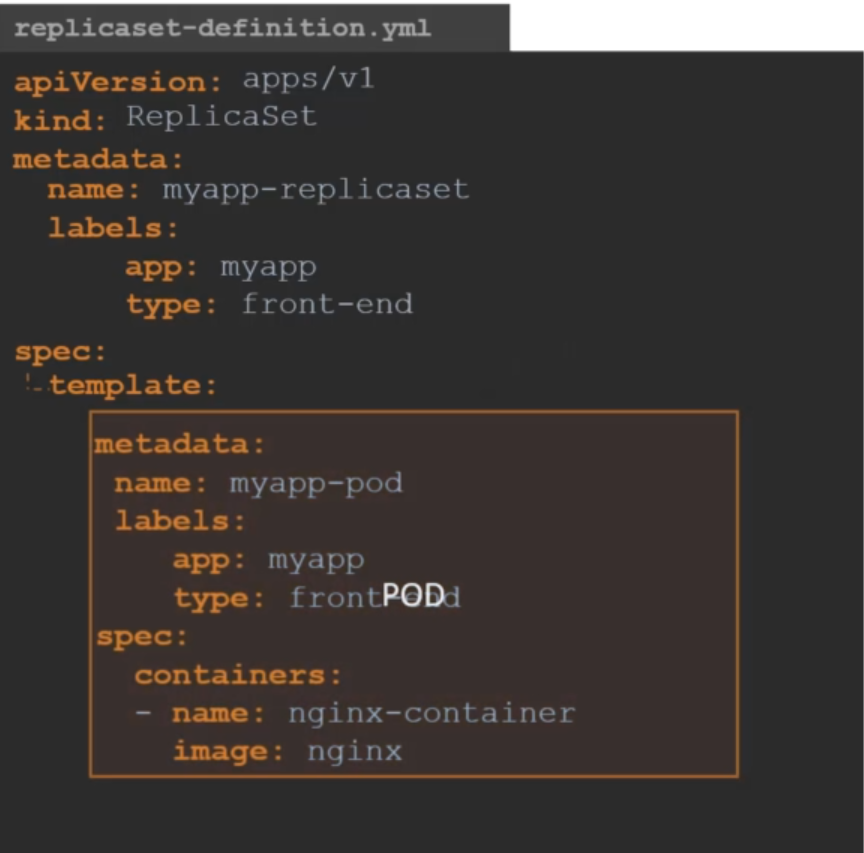 replicaset-definition.yml
apiVersion: apps/v1
kind: ReplicaSet
metadata:
  name: myapp-replicaset
  labels:
      app: myapp
      type: front-end
spec:
  template:
    metadata:
     name: myapp-pod
     labels:
        app: myapp
        type: front-end
POD
    spec:
      containers:
      - name: nginx-container
        image: nginx